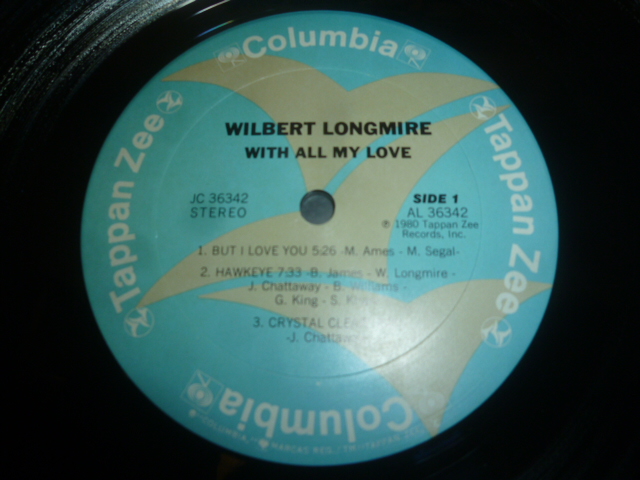 Columbia
Tappan Zee
Tappan Zee
WILBERT LONGMIRE
WITH ALL MY LOVE
JC 36342
STEREO
SIDE 1
AL 36342
℗ 1980 Tappan Zee
Records, Inc.
1. BUT I LOVE YOU 5:26 -M. Ames - M. Segal-
2. HAWKEYE 7:33 -B. James - W. Longmire -
J. Chattaway - B. Williams -
G. King - S.
3. CRYSTAL
-J.
Columbia